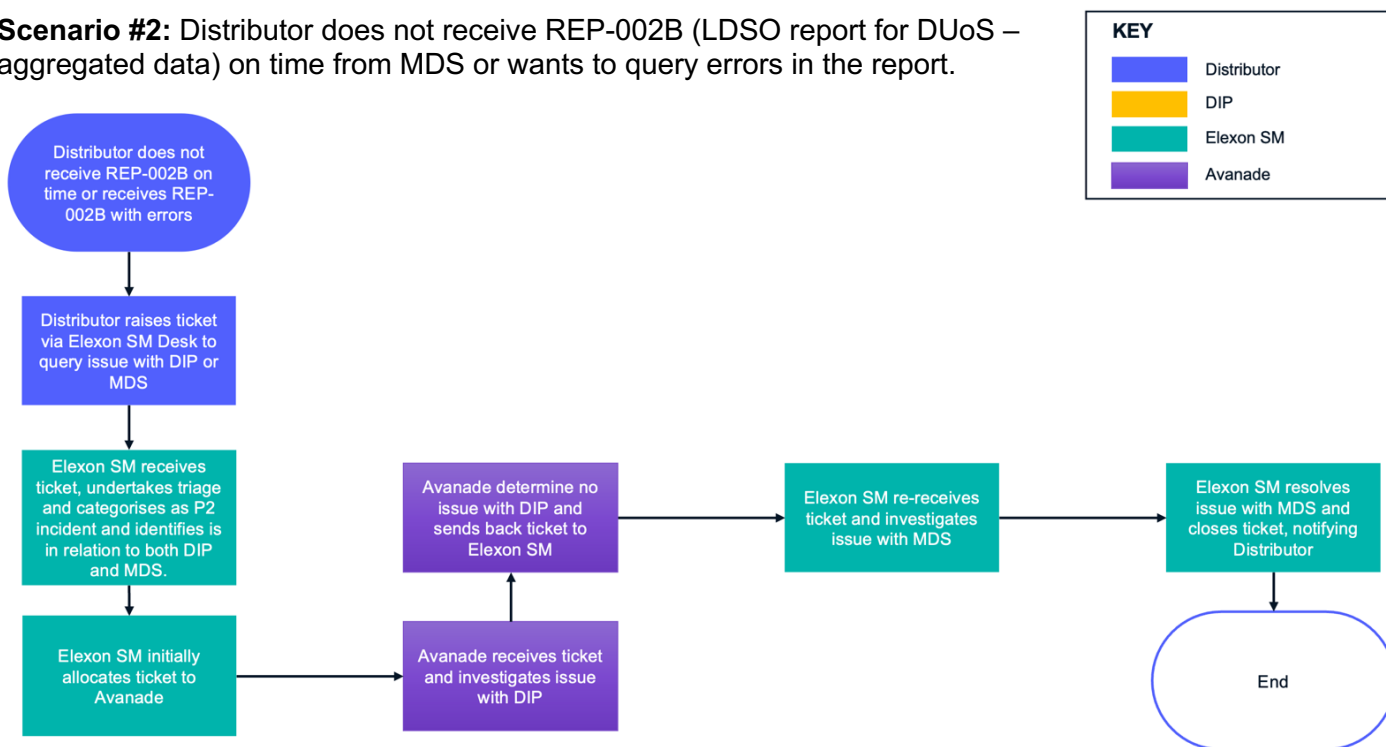 Scenario #2: Distributor does not receive REP-002B (LDSO report for DUoS –
aggregated data) on time from MDS or wants to query errors in the report.
KEY
Distributor
DIP
Elexon SM
Avanade
Distributor does not
receive REP-002B on
time or receives REP-
002B with errors
Distributor raises ticket
via Elexon SM Desk to
query issue with DIP or
MDS
Elexon SM receives
ticket, undertakes triage
and categorises as P2
incident and identifies is
in relation to both DIP
and MDS.
Elexon SM initially
allocates ticket to
Avanade
Avanade receives ticket
and investigates issue
with DIP
Avanade determine no
issue with DIP and
sends back ticket to
Elexon SM
Elexon SM re-receives
ticket and investigates
issue with MDS
Elexon SM resolves
issue with MDS and
closes ticket, notifying
Distributor
End